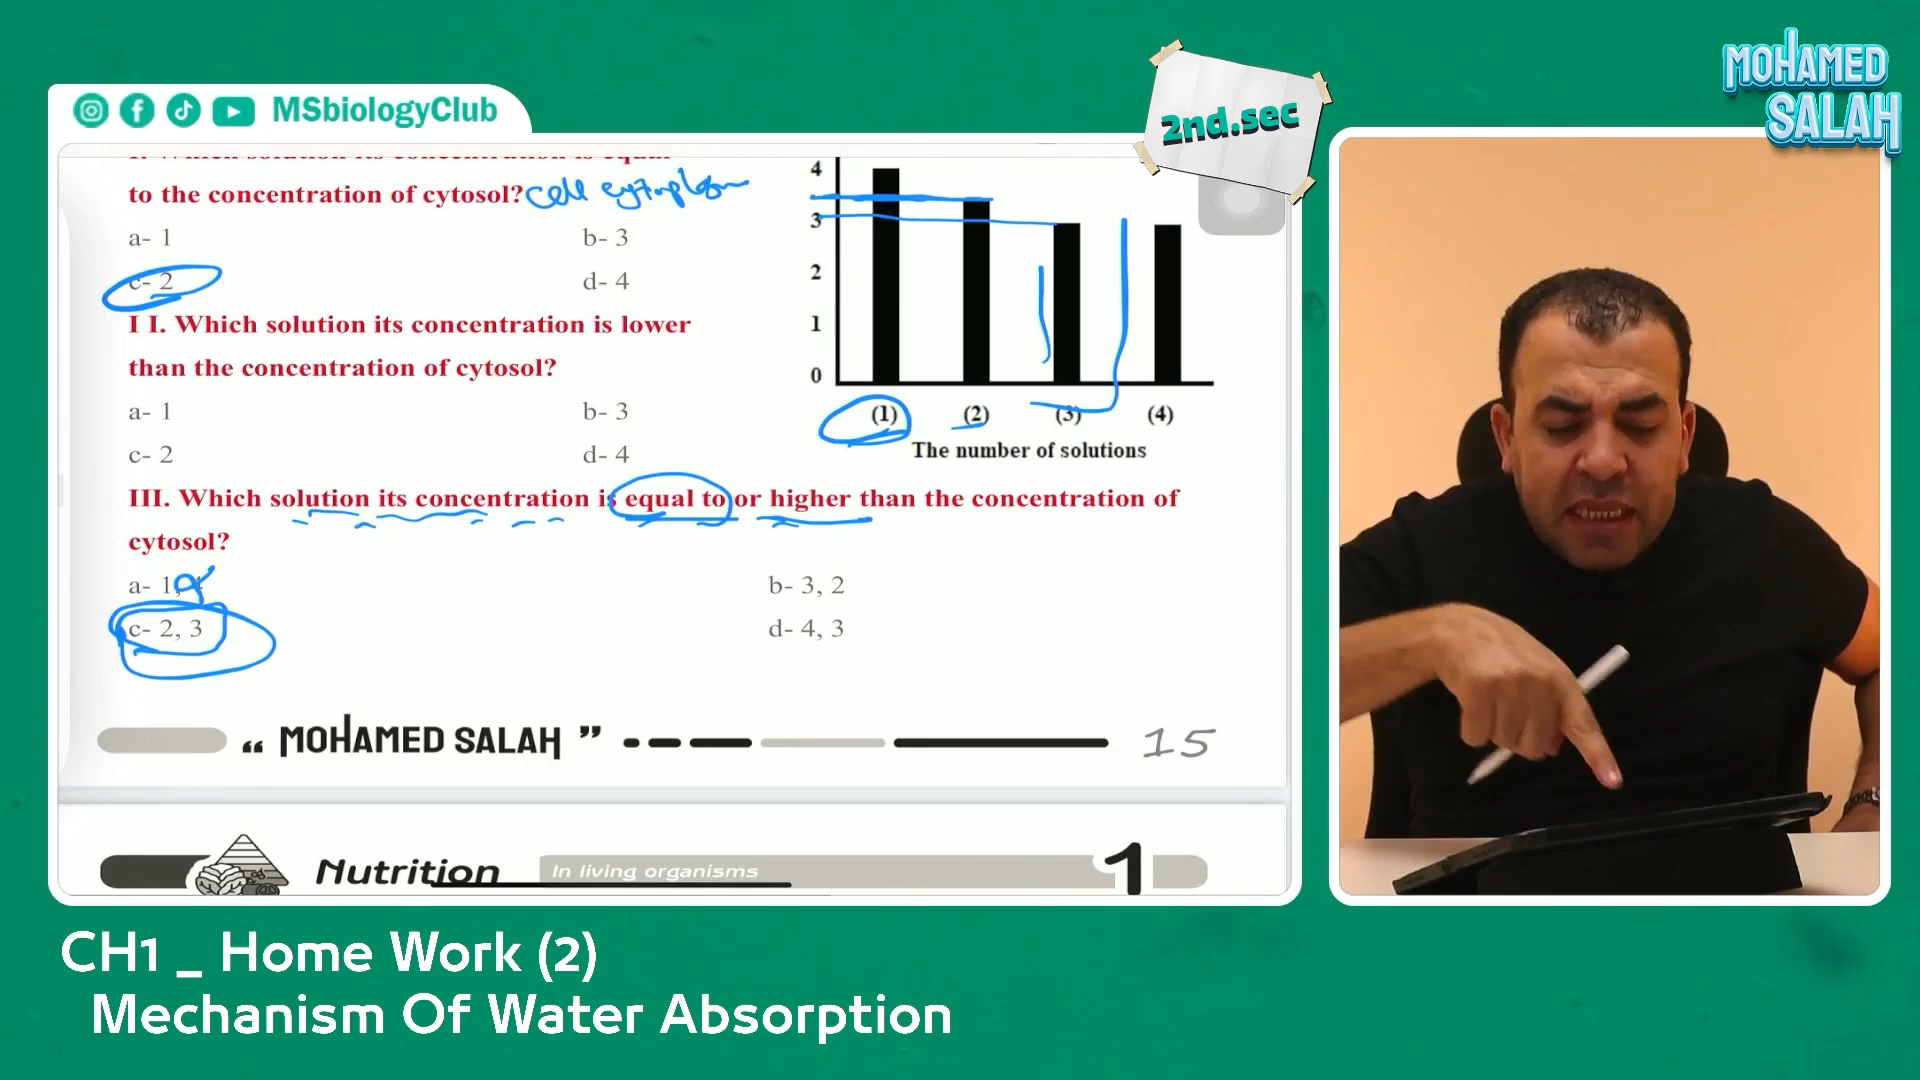 MOHAMED
SALAH
MSbiologyClub
2nd.sec
to the concentration of cytosol? cell cytoplasm
a- 1
b- 3
c- 2
d- 4
I I. Which solution its concentration is lower
than the concentration of cytosol?
a- 1
b- 3
c- 2
d- 4
4
3
2
1
0
(1) (2) (3) (4)
The number of solutions
III. Which solution its concentration is equal to or higher than the concentration of
cytosol?
a- 1,
b- 3, 2
c- 2, 3
d- 4, 3
“ MOHAMED SALAH ”
15
Nutrition
In living organisms
1
CH1 _ Home Work (2)
Mechanism Of Water Absorption